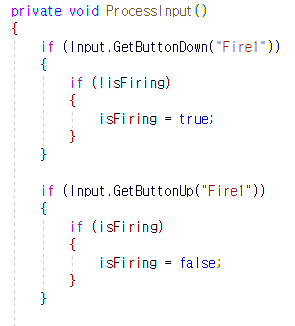 private void ProcessInput()
{
if (Input.GetButtonDown("Fire1"))
{
if (!isFiring)
{
isFiring = true;
}
}
if (Input.GetButtonUp("Fire1"))
{
if (isFiring)
{
isFiring = false;
}
}